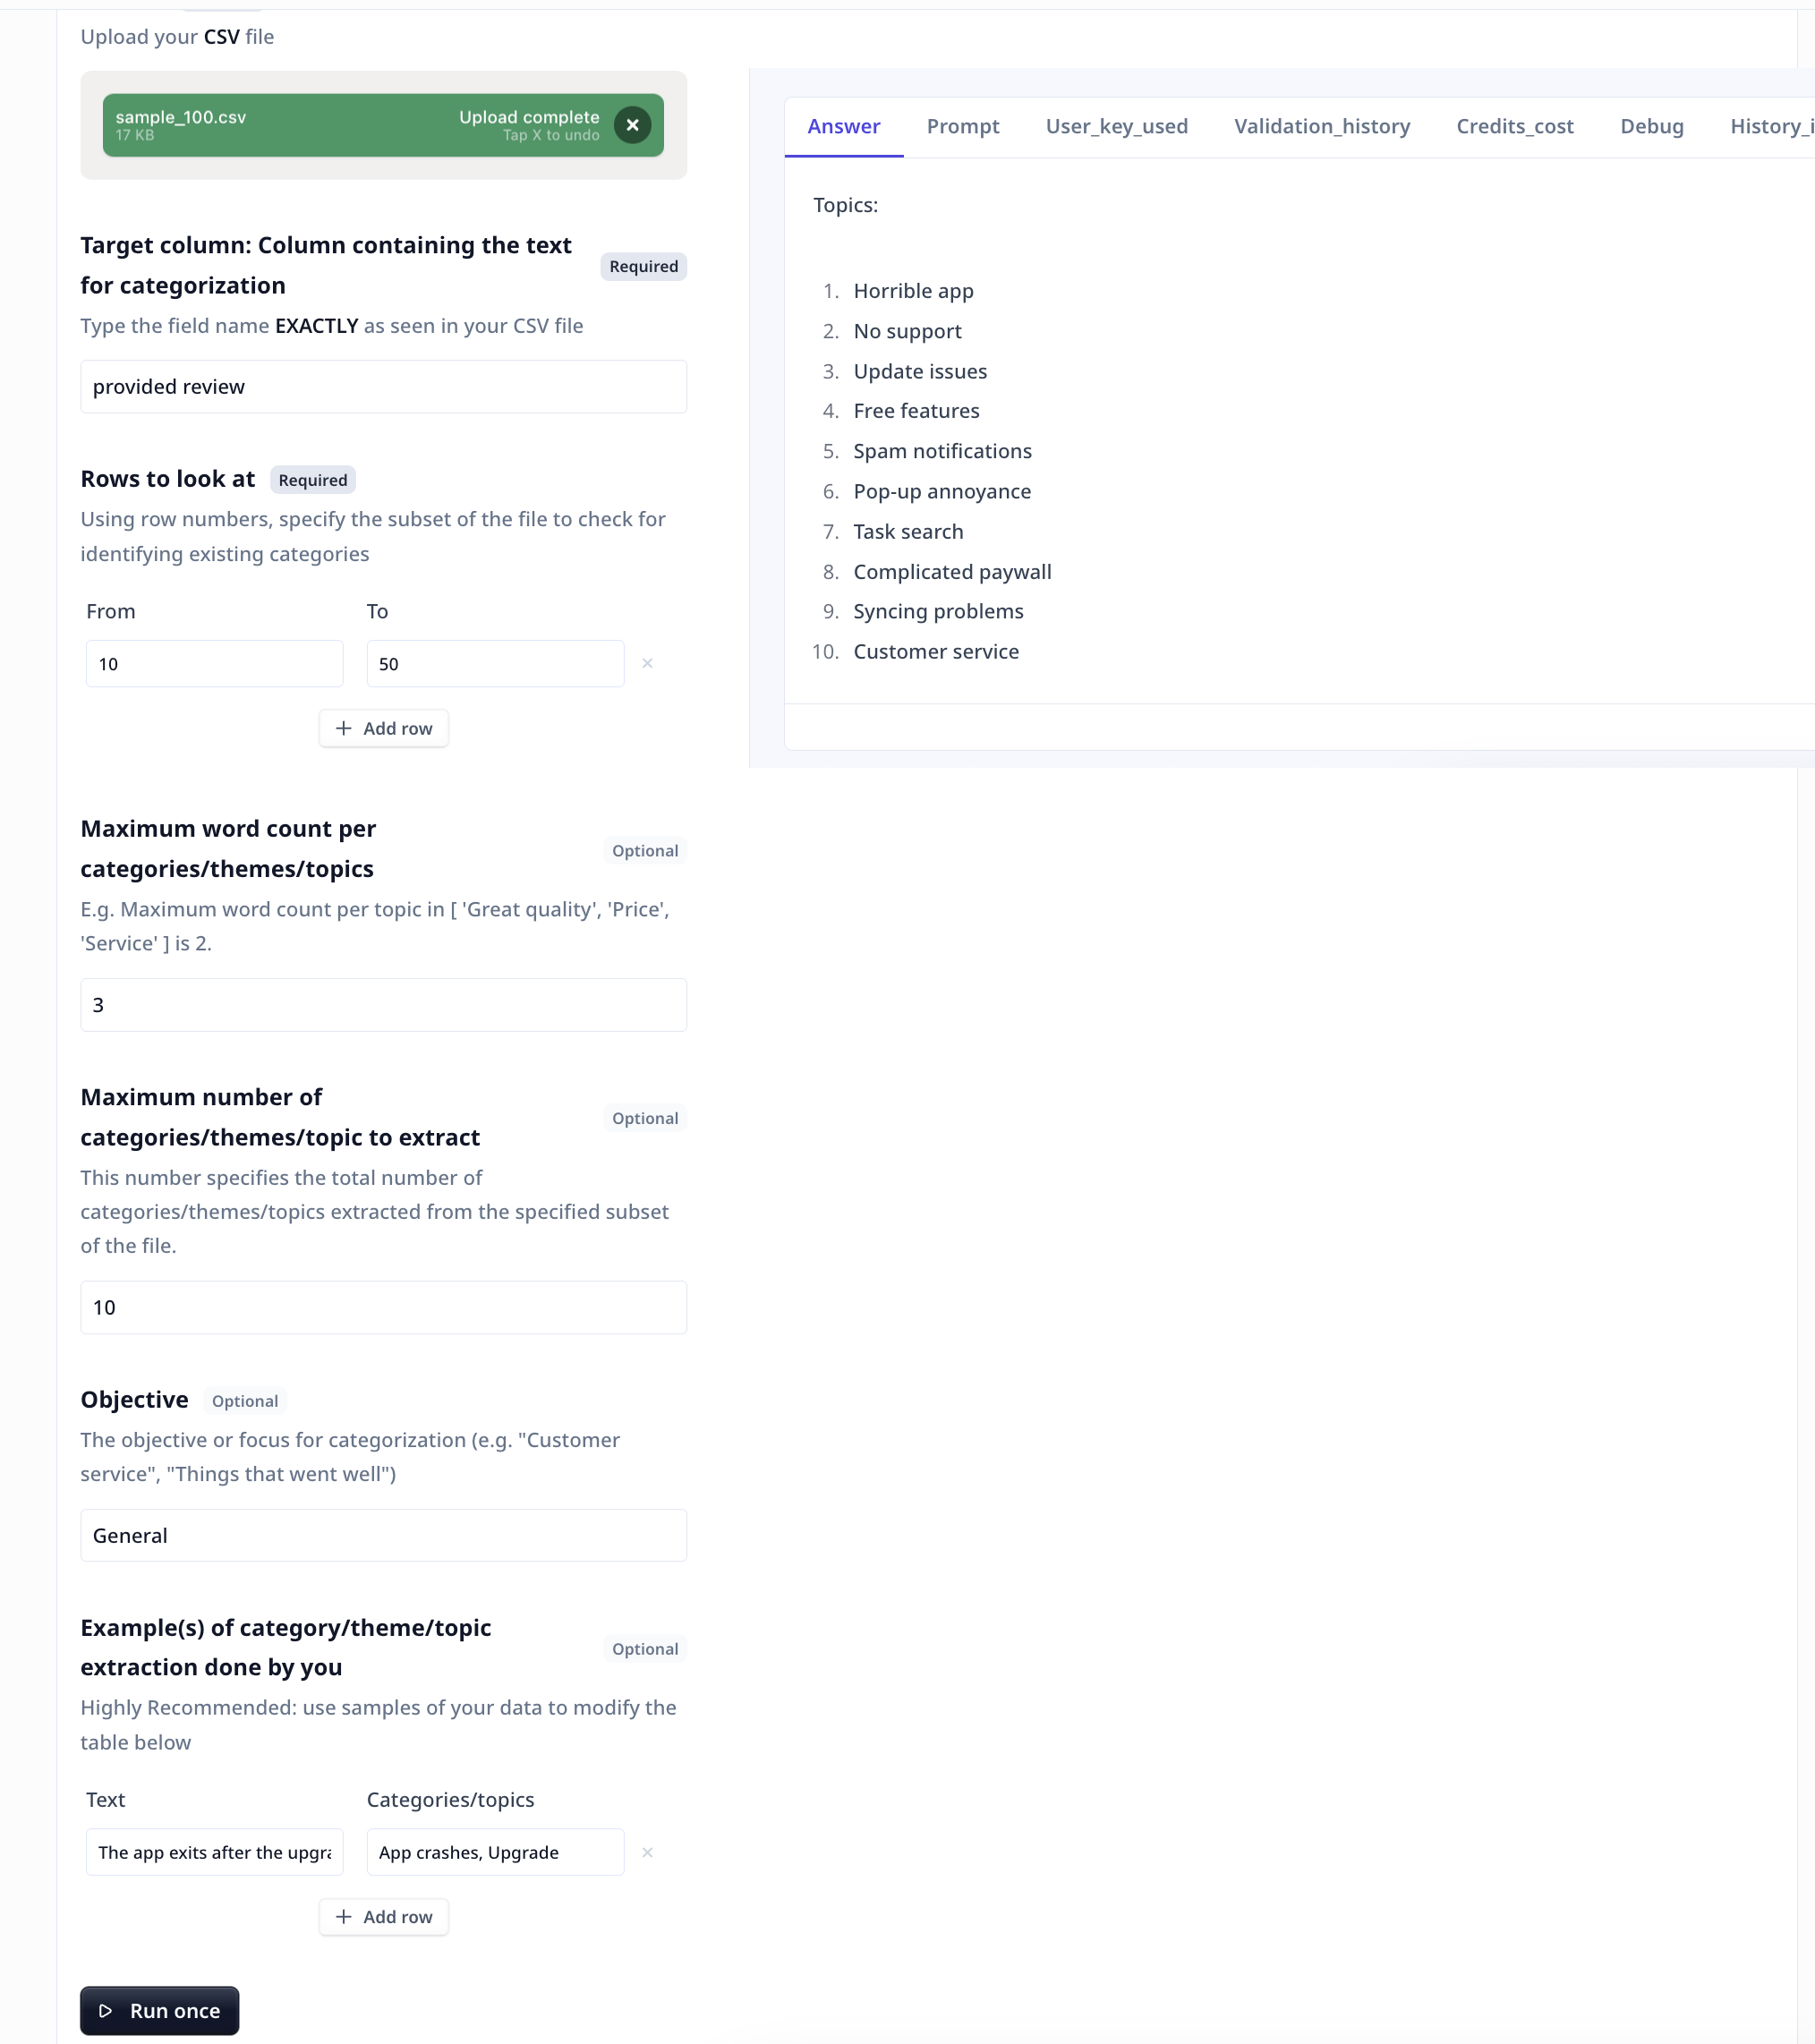 Upload your CSV file
sample_100.csv
17 KB
Upload complete
Tap X to undo
Target column: Column containing the text
for categorization
Required
Type the field name EXACTLY as seen in your CSV file
provided review
Rows to look at
Required
Using row numbers, specify the subset of the file to check for
identifying existing categories
From
To
10
50
Add row
Maximum word count per
categories/themes/topics
Optional
E.g. Maximum word count per topic in [ 'Great quality', 'Price',
'Service' ] is 2.
3
Maximum number of
categories/themes/topic to extract
Optional
This number specifies the total number of
categories/themes/topics extracted from the specified subset
of the file.
10
Objective
Optional
The objective or focus for categorization (e.g. "Customer
service", "Things that went well")
General
Example(s) of category/theme/topic
extraction done by you
Optional
Highly Recommended: use samples of your data to modify the
table below
Text
Categories/topics
The app exits after the upgra
App crashes, Upgrade
Add row
Run once
Answer
Prompt
User_key_used
Validation_history
Credits_cost
Debug
History_i
Topics:
1. Horrible app
2. No support
3. Update issues
4. Free features
5. Spam notifications
6. Pop-up annoyance
7. Task search
8. Complicated paywall
9. Syncing problems
10. Customer service